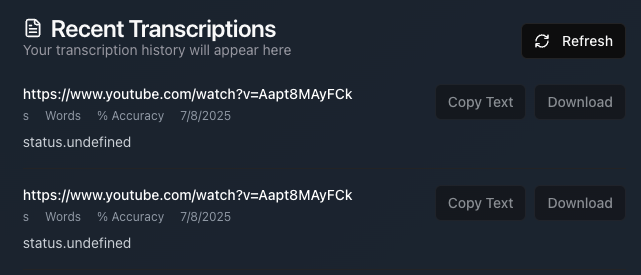 Recent Transcriptions
Your transcription history will appear here
Refresh
https://www.youtube.com/watch?v=Aapt8MAyFCk
Copy Text
Download
s Words % Accuracy 7/8/2025
status.undefined
https://www.youtube.com/watch?v=Aapt8MAyFCk
Copy Text
Download
s Words % Accuracy 7/8/2025
status.undefined